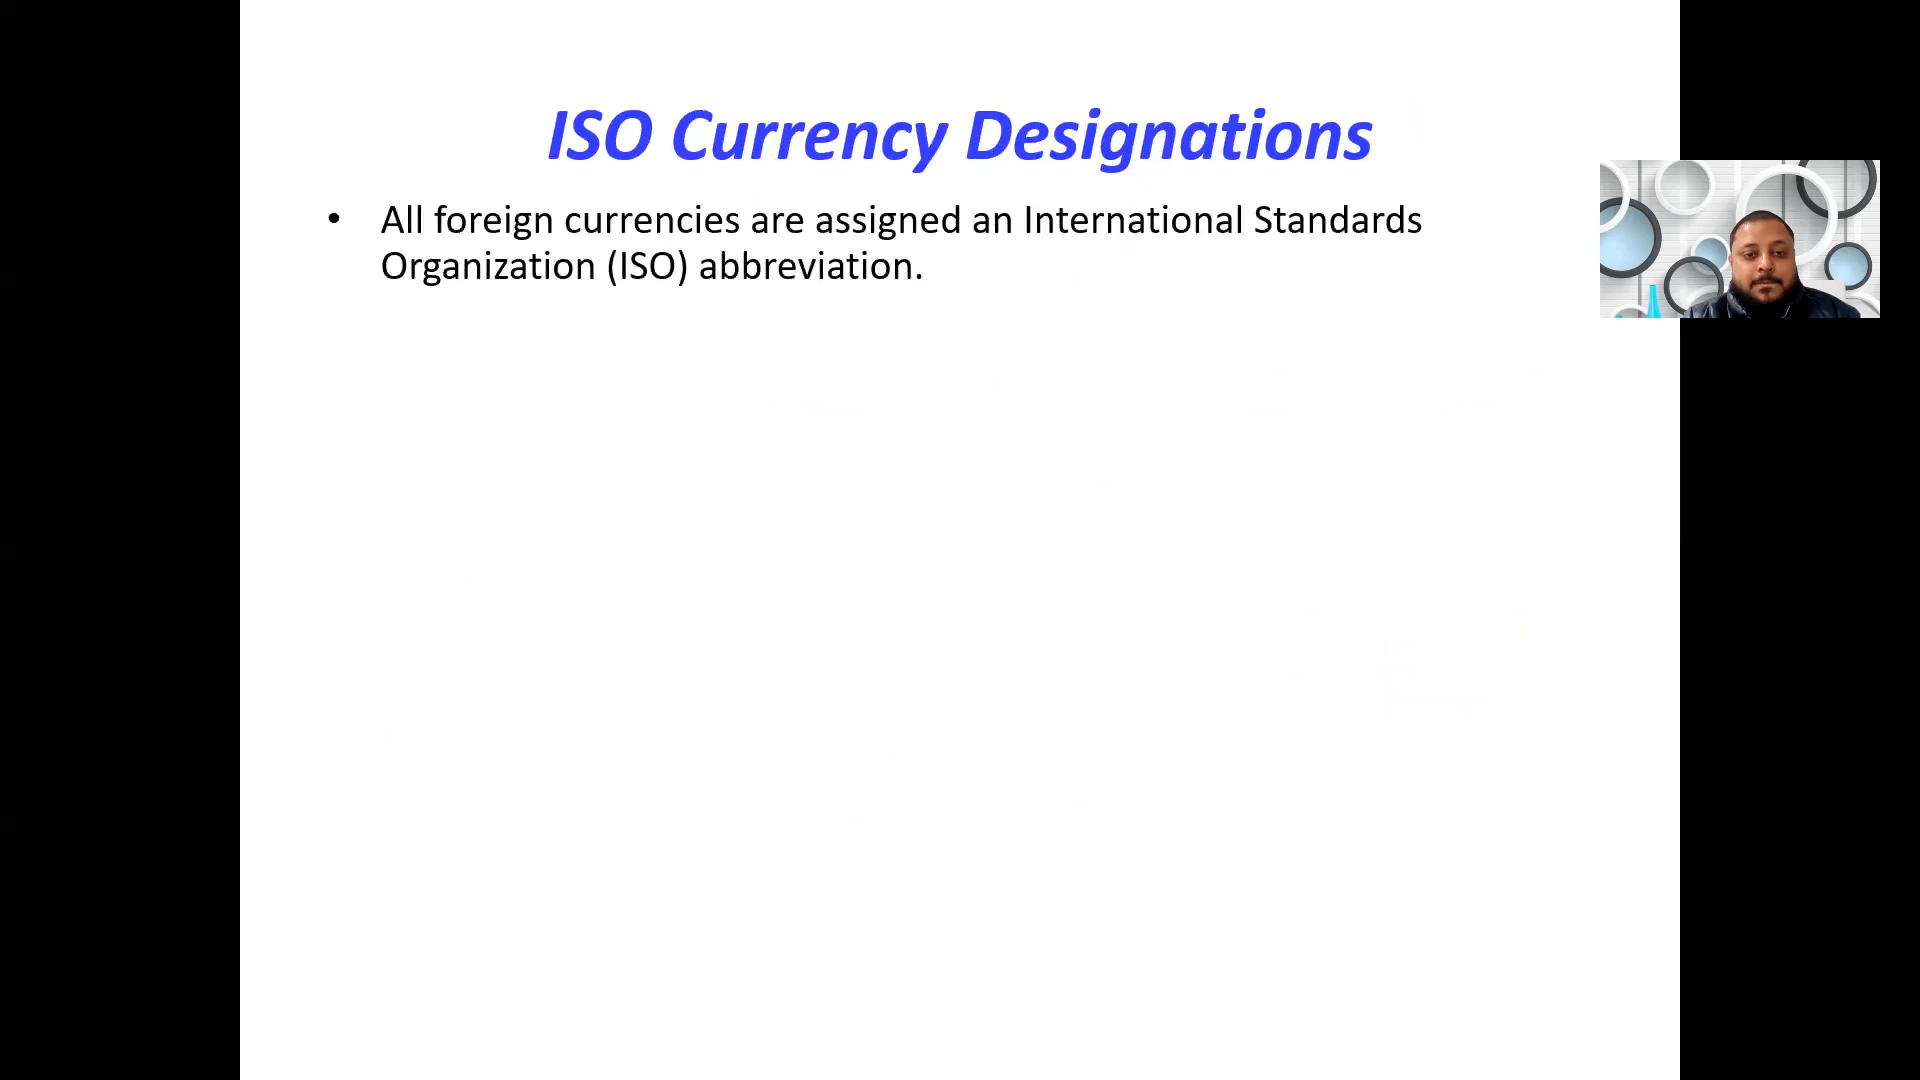 ISO Currency Designations
• All foreign currencies are assigned an International Standards
Organization (ISO) abbreviation.